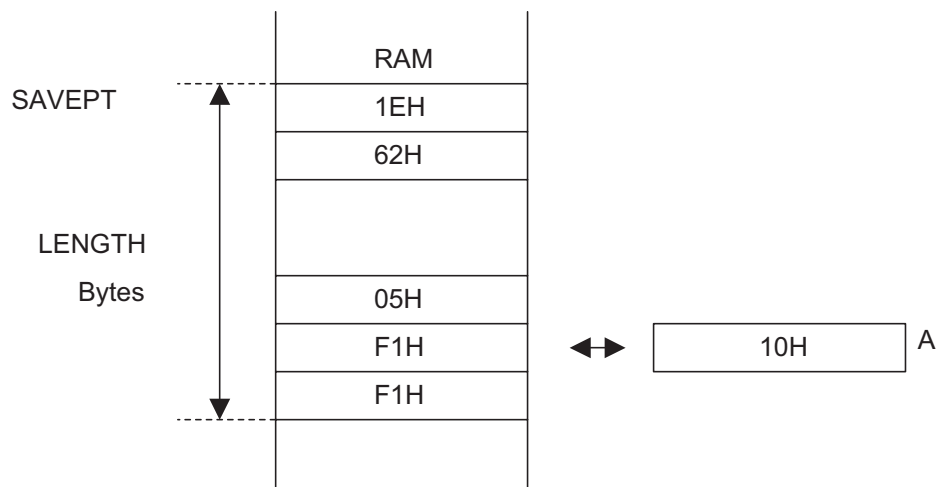 RAM
SAVEPT
1EH
62H
LENGTH
Bytes
05H
F1H
10H
A
F1H